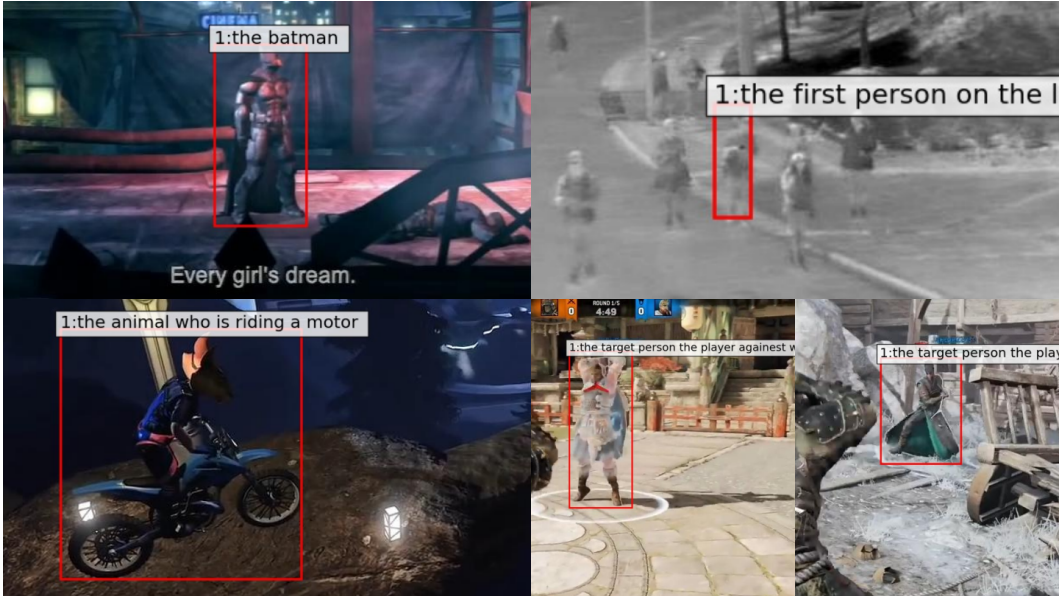 CINEMA
1:the batman
Every girl's dream.
1:the first person on the l
1:the animal who is riding a motor
ROUND 1/5
0 4:49 0
1:the target person the player againest w
1:the target person the play